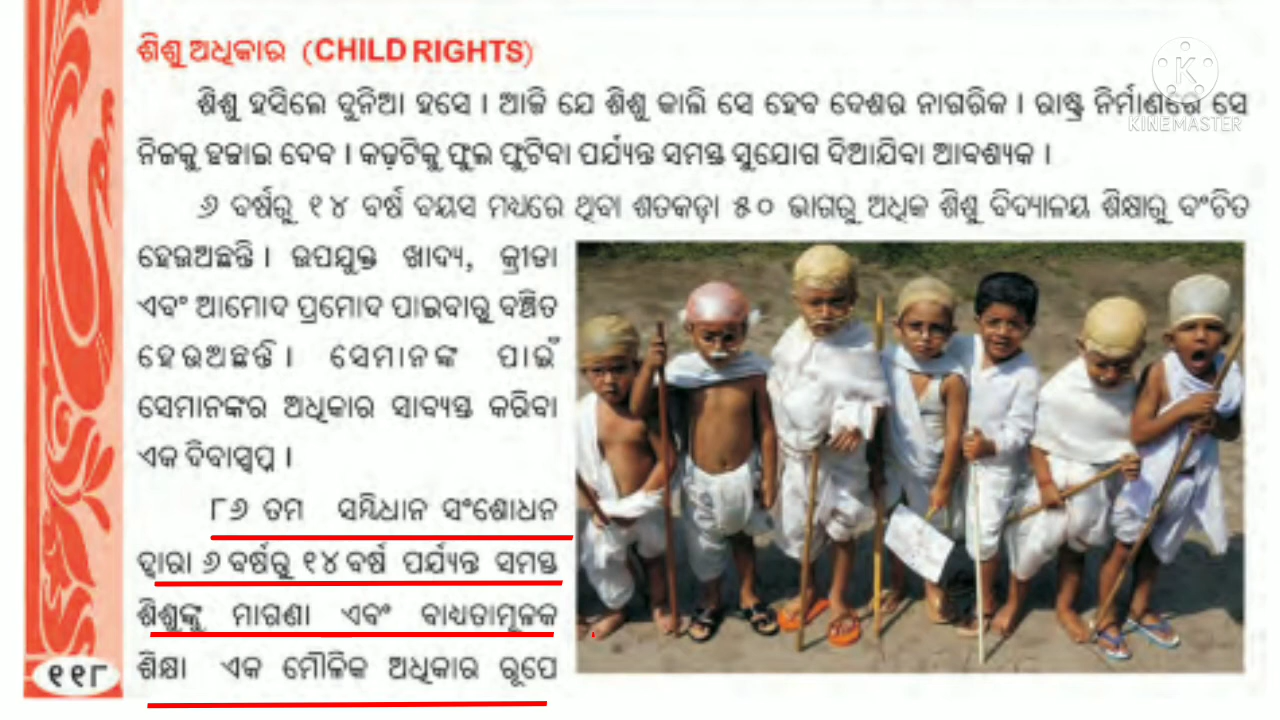 ଶିଶୁ ଅଧିକାର (CHILD RIGHTS)
ଶିଶୁ ହସିଲେ ଦୁନିଆ ହସେ । ଆଜି ଯେ ଶିଶୁ କାଲି ସେ ହେବ ଦେଶର ନାଗରିକ । ରାଷ୍ଟ୍ର ନିର୍ମାଣରେ ସେ
ନିଜକୁ ହଜାଇ ଦେବ । କଢ଼ଟିକୁ ଫୁଲ ଫୁଟିବା ପର୍ଯ୍ୟନ୍ତ ସମସ୍ତ ସୁଯୋଗ ଦିଆଯିବା ଆବଶ୍ୟକ ।
୬ ବର୍ଷରୁ ୧୪ ବର୍ଷ ବୟସ ମଧ୍ୟରେ ଥିବା ଶତକଡ଼ା ୫୦ ଭାଗରୁ ଅଧିକ ଶିଶୁ ବିଦ୍ୟାଳୟ ଶିକ୍ଷାରୁ ବଂଚିତ
ହେଉଅଛନ୍ତି । ଉପଯୁକ୍ତ ଖାଦ୍ୟ, କ୍ରୀଡା
ଏବଂ ଆମୋଦ ପ୍ରମୋଦ ପାଇବାରୁ ବଞ୍ଚିତ
ହେଉଅଛନ୍ତି । ସେମାନଙ୍କ ପାଇଁ
ସେମାନଙ୍କର ଅଧିକାର ସାବ୍ୟସ୍ତ କରିବା
ଏକ ଦିବାସ୍ୱପ୍ନ ।
୮୬ ତମ ସମ୍ବିଧାନ ସଂଶୋଧନ
ଦ୍ୱାରା ୬ ବର୍ଷରୁ ୧୪ ବର୍ଷ ପର୍ଯ୍ୟନ୍ତ ସମସ୍ତ
ଶିଶୁଙ୍କୁ ମାଗଣା ଏବଂ ବାଧ୍ୟତାମୂଳକ
ଶିକ୍ଷା ଏକ ମୌଳିକ ଅଧିକାର ରୂପେ
୧୧୮
K
KINEMASTER